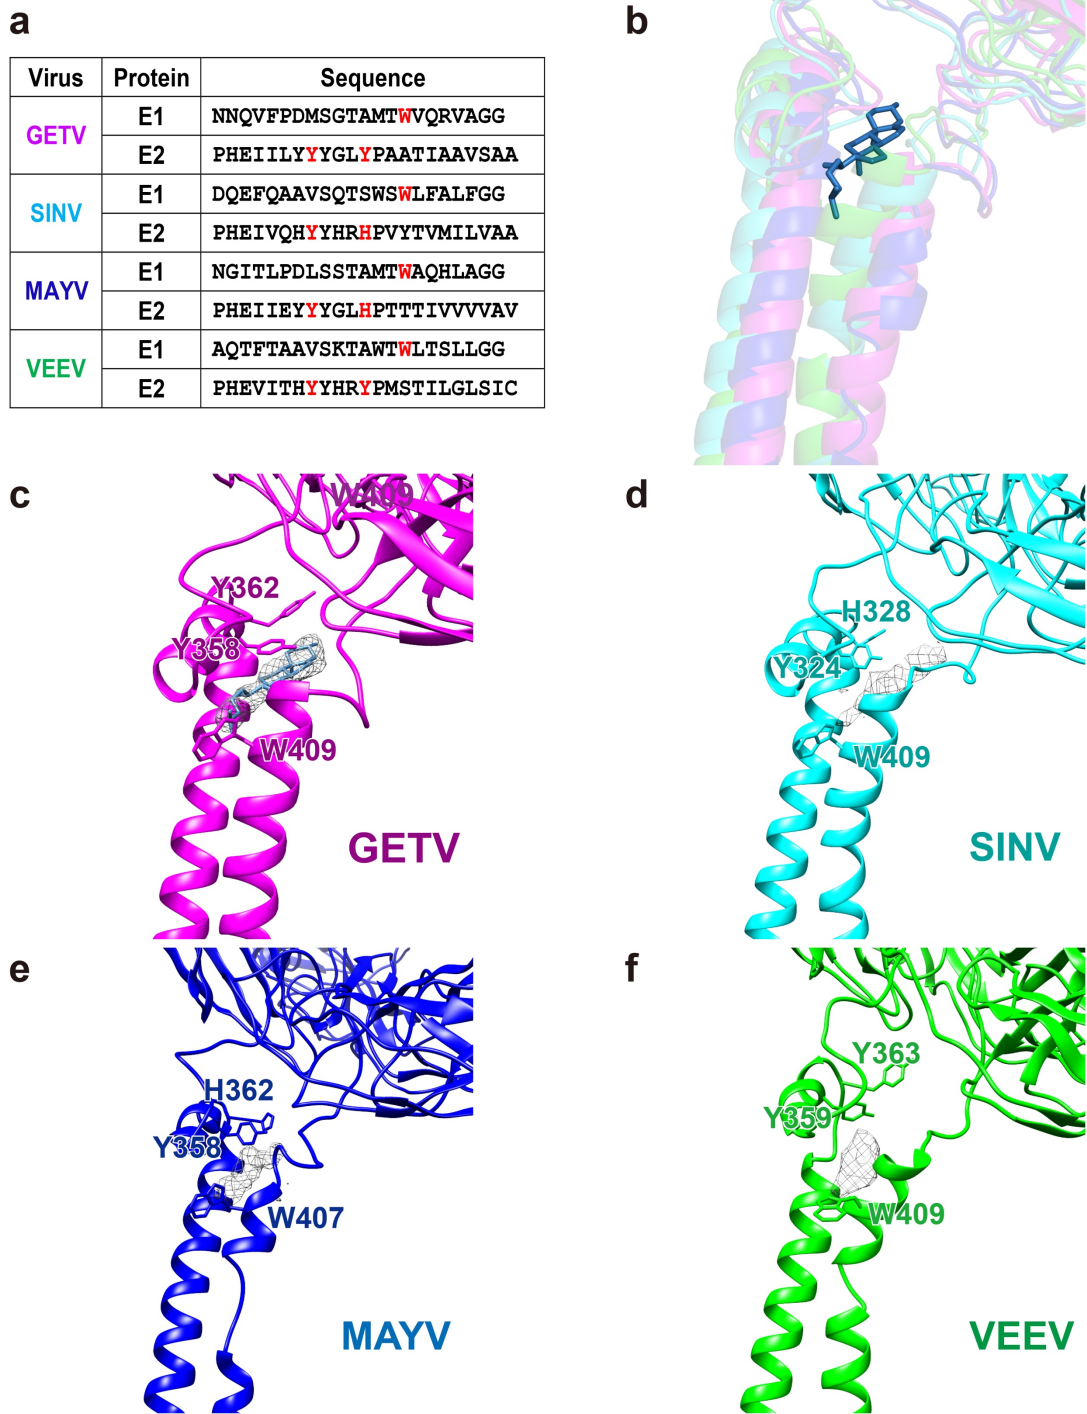 a
Virus Protein Sequence
GETV E1 NNQVFPDMSGTAMTWVQRVAGG
E2 PHEIILYYYGLYPAATIAAVSAA
SINV E1 DQEFQAAVSQTSWSWLFALFGG
E2 PHEIVQHYYHRHPVYTVMILVAA
MAYV E1 NGITLPDLSSTAMTWAQHLAGG
E2 PHEIIEYYYGLHPTTTIVVVVAV
VEEV E1 AQTFTAAVSKTAWTWLTSLLGG
E2 PHEVITHYYHRYPMSTILGLSIC
b
c
W409
Y362
Y358
W409
GETV
d
H328
Y324
W409
SINV
e
H362
Y358
W407
MAYV
f
Y363
Y359
W409
VEEV